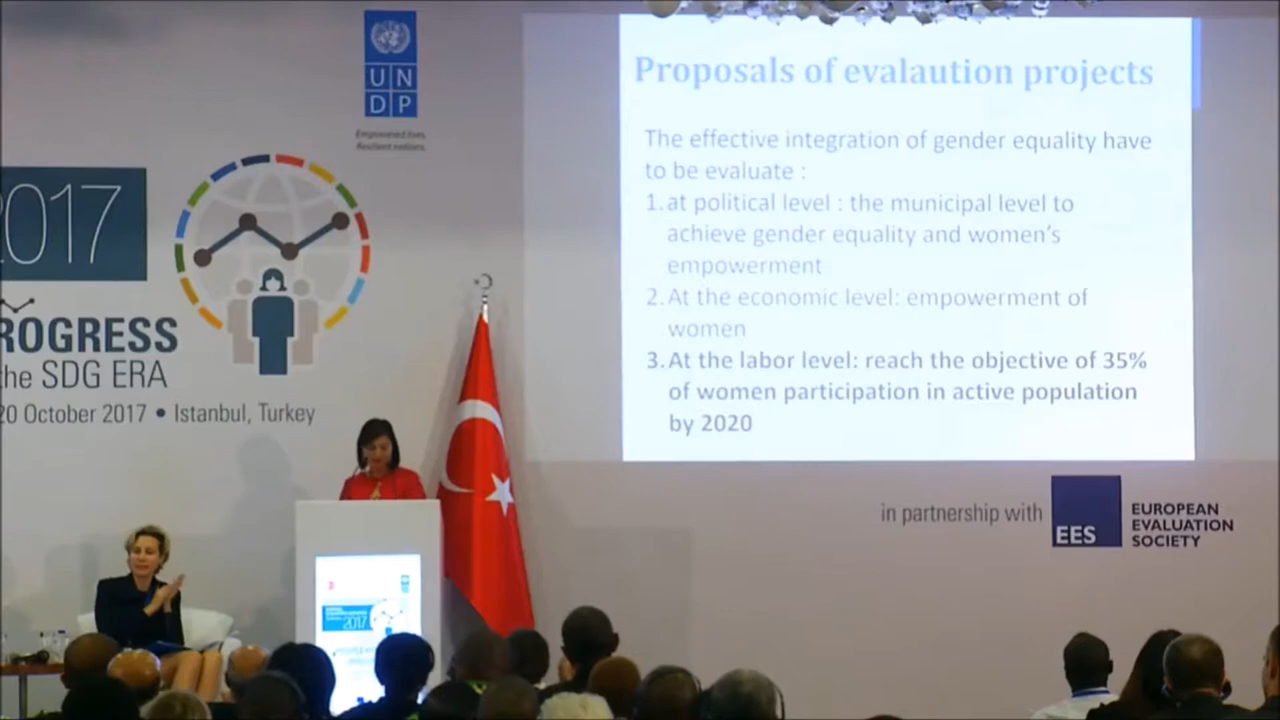 UN
DP
Empowered lives.
Resilient nations.
2017
ROGRESS
the SDG ERA
20 October 2017 • Istanbul, Turkey
Proposals of evalaution projects
The effective integration of gender equality have
to be evaluate :
1. at political level : the municipal level to
achieve gender equality and women's
empowerment
2. At the economic level: empowerment of
women
3. At the labor level: reach the objective of 35%
of women participation in active population
by 2020
in partnership with
EES
EUROPEAN
EVALUATION
SOCIETY
2017